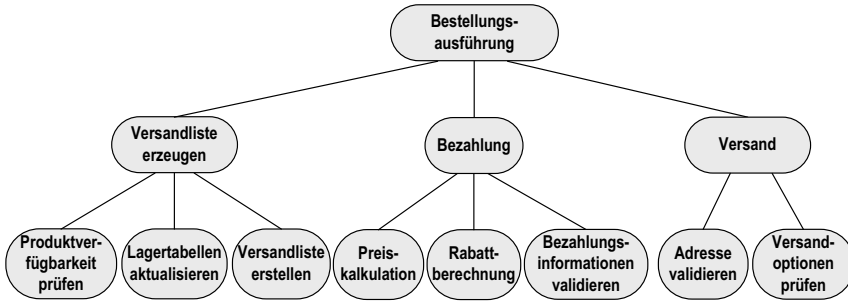 Bestellungs-
ausführung
Versandliste
erzeugen
Bezahlung
Versand
Produktver-
fügbarkeit
prüfen
Lagertabellen
aktualisieren
Versandliste
erstellen
Preis-
kalkulation
Rabatt-
berechnung
Bezahlungs-
informationen
validieren
Adresse
validieren
Versand-
optionen
prüfen